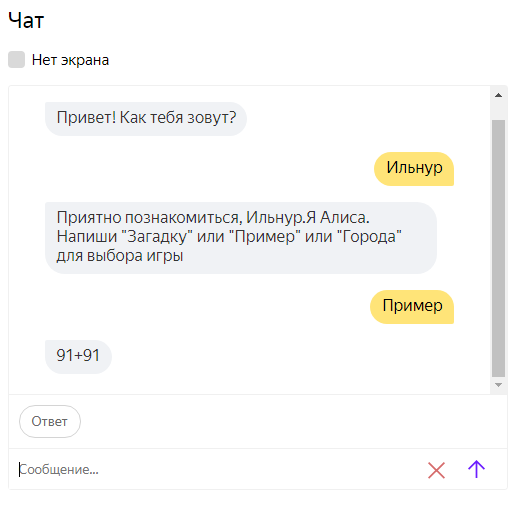 Чат
Нет экрана
Привет! Как тебя зовут?
Ильнур
Приятно познакомиться, Ильнур.Я Алиса.
Напиши "Загадку" или "Пример" или "Города"
для выбора игры
Пример
91+91
Ответ
Сообщение...